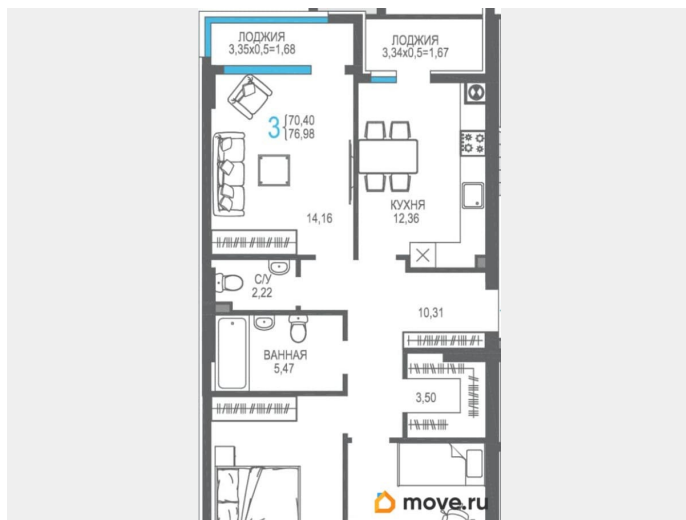 ЛОДЖИЯ
3,35х0,5=1,68
ЛОДЖИЯ
3,34х0,5=1,67
3 70,40
76,98
14,16
КУХНЯ
12,36
С/У
2,22
10,31
ВАННАЯ
5,47
3,50
move.ru